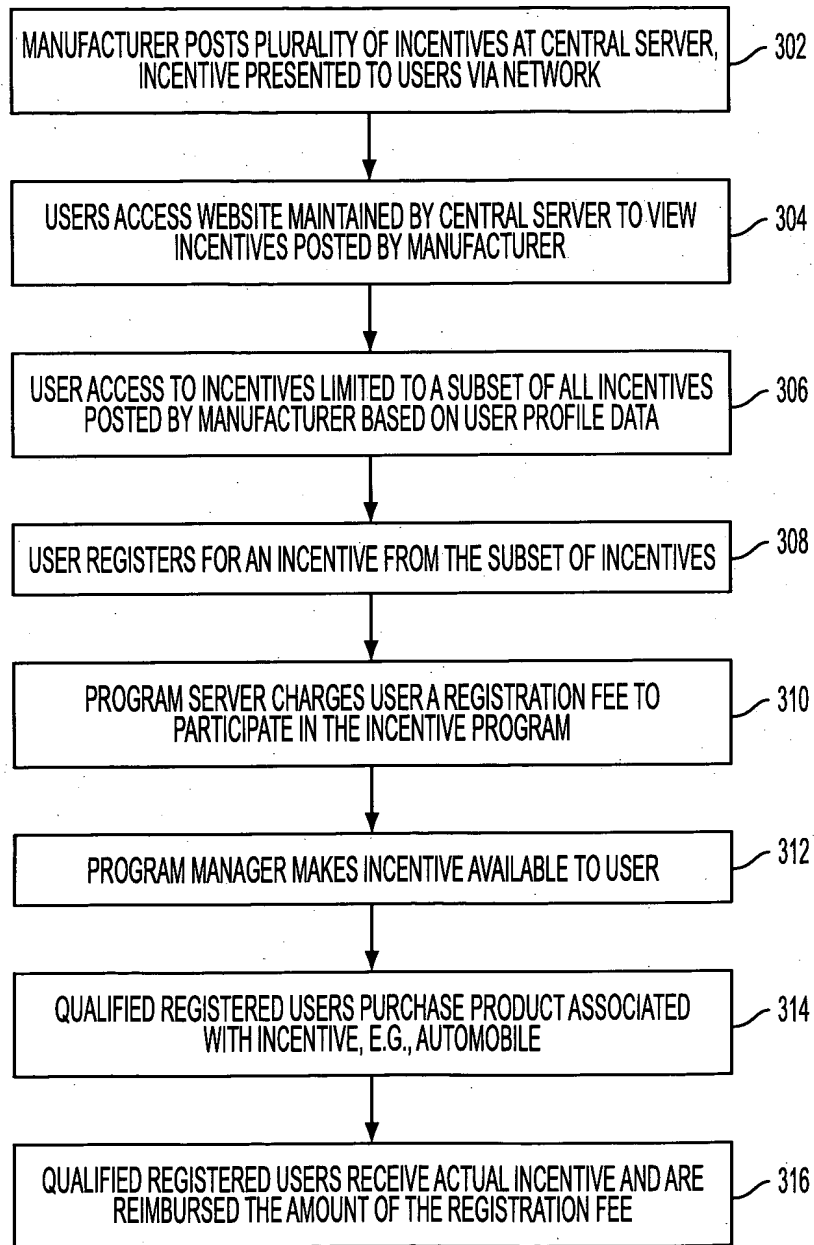 MANUFACTURER POSTS PLURALITY OF INCENTIVES AT CENTRAL SERVER,
INCENTIVE PRESENTED TO USERS VIA NETWORK
302
USERS ACCESS WEBSITE MAINTAINED BY CENTRAL SERVER TO VIEW
INCENTIVES POSTED BY MANUFACTURER
304
USER ACCESS TO INCENTIVES LIMITED TO A SUBSET OF ALL INCENTIVES
POSTED BY MANUFACTURER BASED ON USER PROFILE DATA
306
USER REGISTERS FOR AN INCENTIVE FROM THE SUBSET OF INCENTIVES
308
PROGRAM SERVER CHARGES USER A REGISTRATION FEE TO
PARTICIPATE IN THE INCENTIVE PROGRAM
310
PROGRAM MANAGER MAKES INCENTIVE AVAILABLE TO USER
312
QUALIFIED REGISTERED USERS PURCHASE PRODUCT ASSOCIATED
WITH INCENTIVE, E.G., AUTOMOBILE
314
QUALIFIED REGISTERED USERS RECEIVE ACTUAL INCENTIVE AND ARE
REIMBURSED THE AMOUNT OF THE REGISTRATION FEE
316